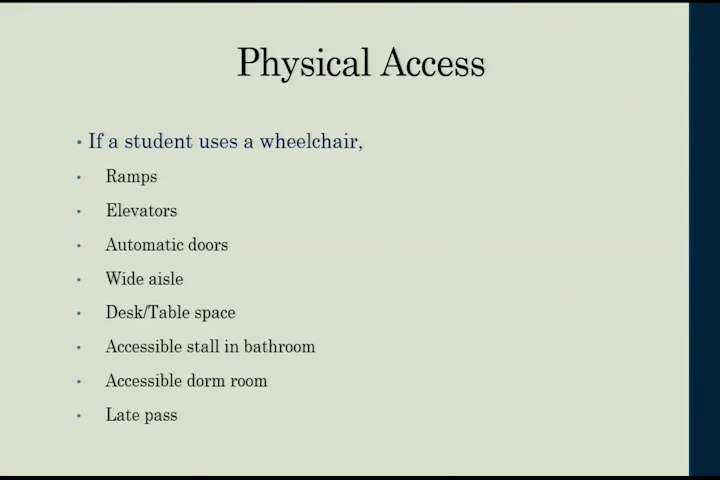 Physical Access
• If a student uses a wheelchair,
• Ramps
• Elevators
• Automatic doors
• Wide aisle
• Desk/Table space
• Accessible stall in bathroom
• Accessible dorm room
• Late pass